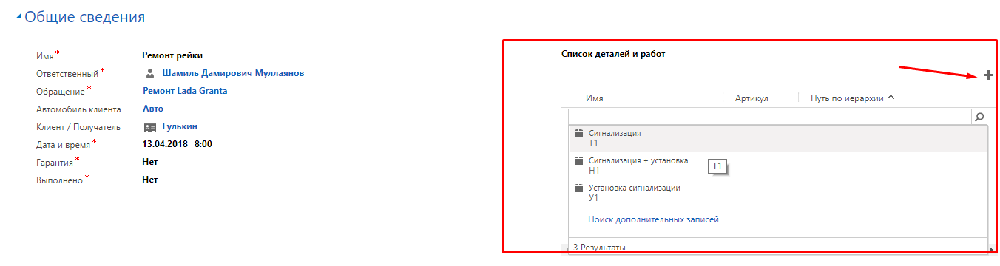 Общие сведения
Имя* Ремонт рейки
Ответственный* Шамиль Дамирович Муллаянов
Обращение* Ремонт Lada Granta
Автомобиль клиента Авто
Клиент / Получатель Гулькин
Дата и время* 13.04.2018 8:00
Гарантия* Нет
Выполнено* Нет
Список деталей и работ
Имя Артикул Путь по иерархии
Сигнализация
Т1
Сигнализация + установка
Н1
Т1
Установка сигнализации
У1
Поиск дополнительных записей
3 Результаты